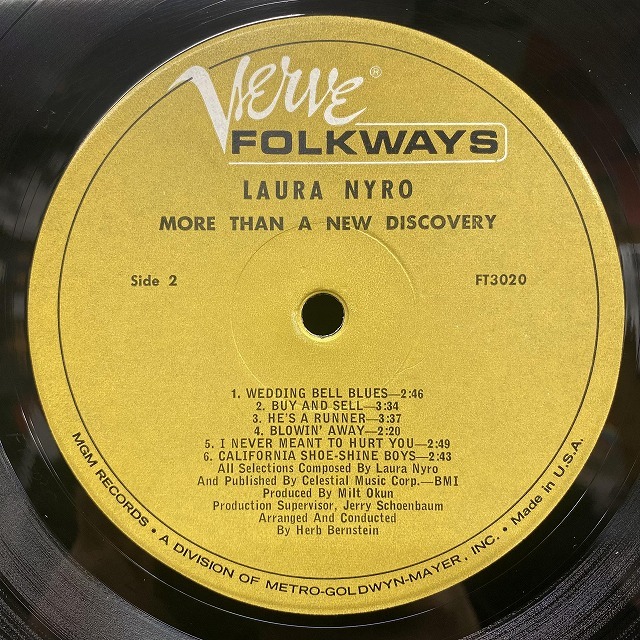 Verve®
FOLKWAYS
LAURA NYRO
MORE THAN A NEW DISCOVERY
Side 2
FT3020
1. WEDDING BELL BLUES—2:46
2. BUY AND SELL—3:34
3. HE'S A RUNNER—3:37
4. BLOWIN' AWAY—2:20
5. I NEVER MEANT TO HURT YOU—2:49
6. CALIFORNIA SHOE-SHINE BOYS—2:43
All Selections Composed By Laura Nyro
And Published By Celestial Music Corp.—BMI
Produced By Milt Okun
Production Supervisor, Jerry Schoenbaum
Arranged And Conducted
By Herb Bernstein
MGM RECORDS • A DIVISION OF METRO-GOLDWYN-MAYER, INC. • Made in U.S.A.